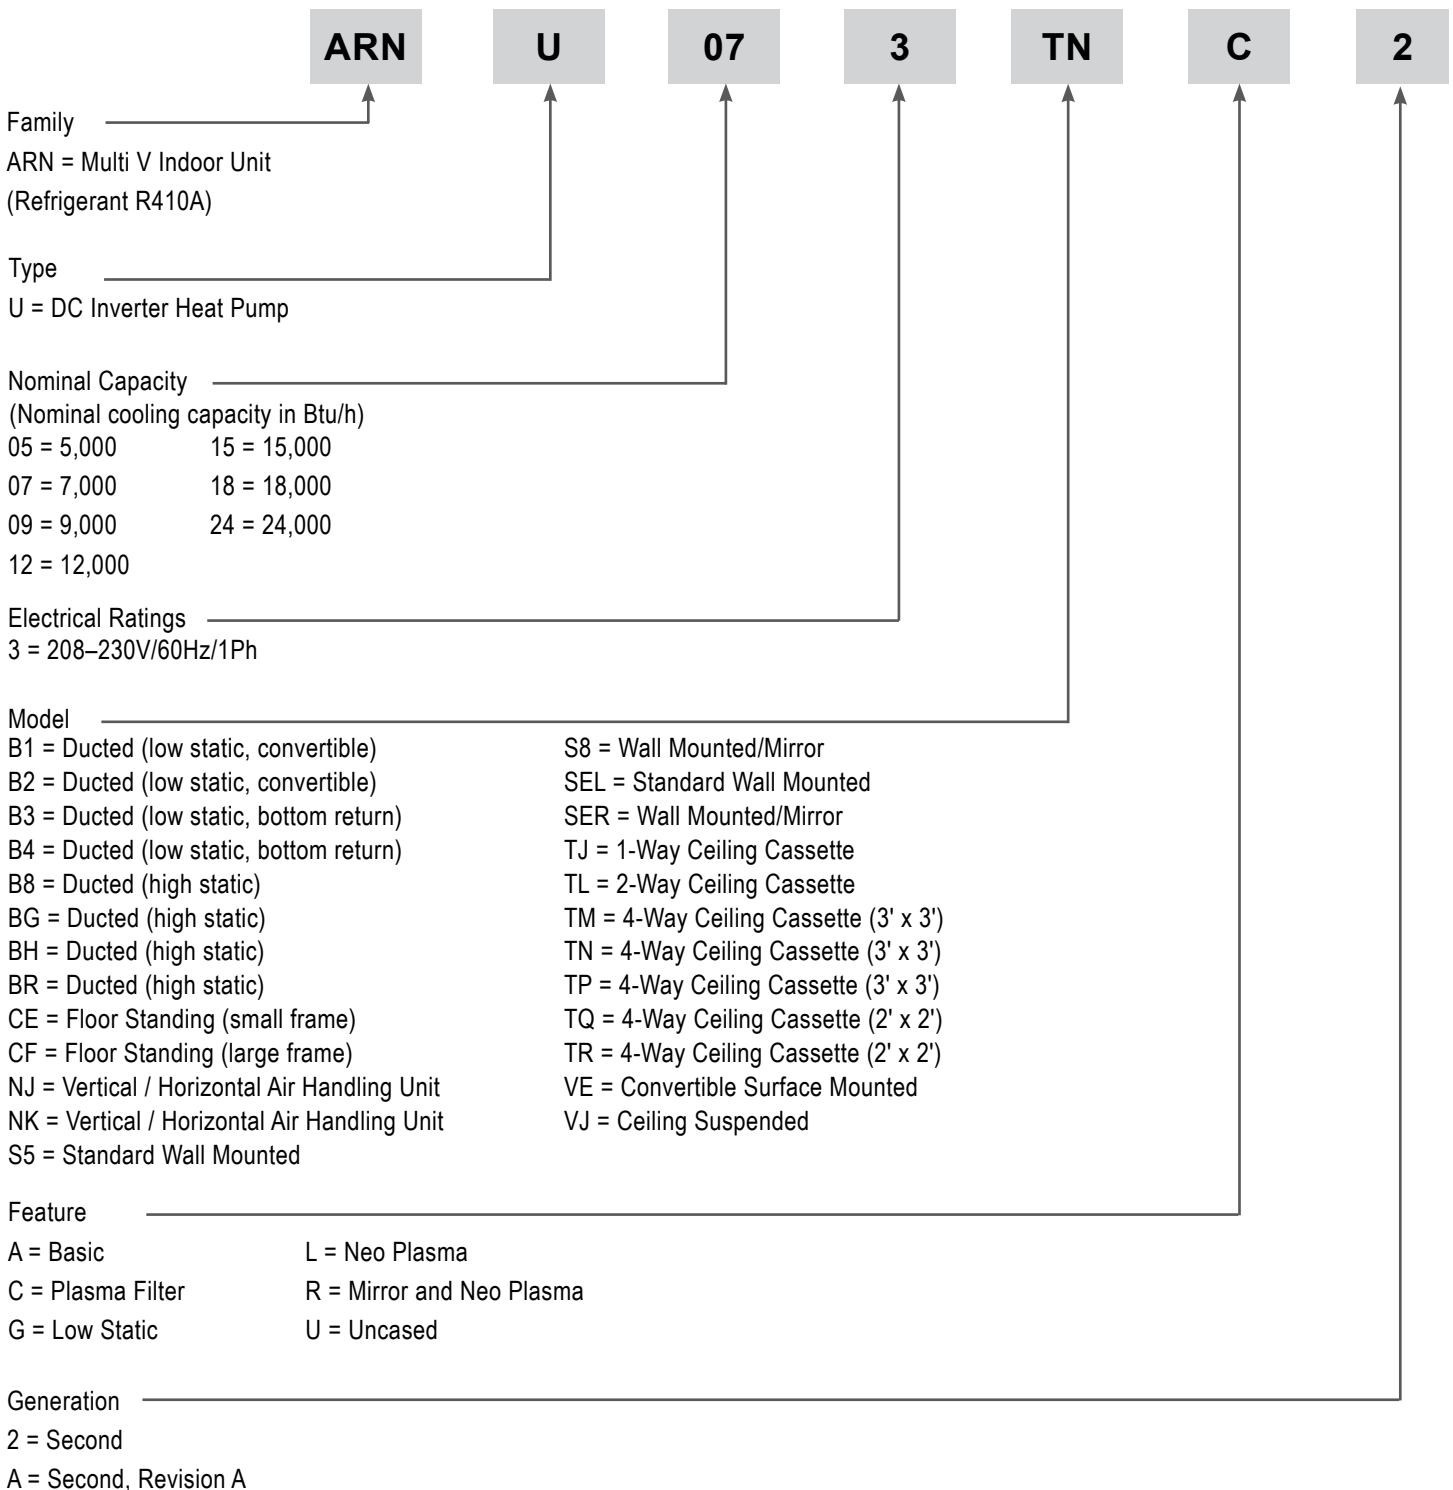 ARN U 07 3 TN C 2
Family
ARN = Multi V Indoor Unit
(Refrigerant R410A)
Type
U = DC Inverter Heat Pump
Nominal Capacity
(Nominal cooling capacity in Btu/h)
05 = 5,000 15 = 15,000
07 = 7,000 18 = 18,000
09 = 9,000 24 = 24,000
12 = 12,000
Electrical Ratings
3 = 208–230V/60Hz/1Ph
Model
B1 = Ducted (low static, convertible)
B2 = Ducted (low static, convertible)
B3 = Ducted (low static, bottom return)
B4 = Ducted (low static, bottom return)
B8 = Ducted (high static)
BG = Ducted (high static)
BH = Ducted (high static)
BR = Ducted (high static)
CE = Floor Standing (small frame)
CF = Floor Standing (large frame)
NJ = Vertical / Horizontal Air Handling Unit
NK = Vertical / Horizontal Air Handling Unit
S5 = Standard Wall Mounted
S8 = Wall Mounted/Mirror
SEL = Standard Wall Mounted
SER = Wall Mounted/Mirror
TJ = 1-Way Ceiling Cassette
TL = 2-Way Ceiling Cassette
TM = 4-Way Ceiling Cassette (3' x 3')
TN = 4-Way Ceiling Cassette (3' x 3')
TP = 4-Way Ceiling Cassette (3' x 3')
TQ = 4-Way Ceiling Cassette (2' x 2')
TR = 4-Way Ceiling Cassette (2' x 2')
VE = Convertible Surface Mounted
VJ = Ceiling Suspended
Feature
A = Basic L = Neo Plasma
C = Plasma Filter R = Mirror and Neo Plasma
G = Low Static U = Uncased
Generation
2 = Second
A = Second, Revision A